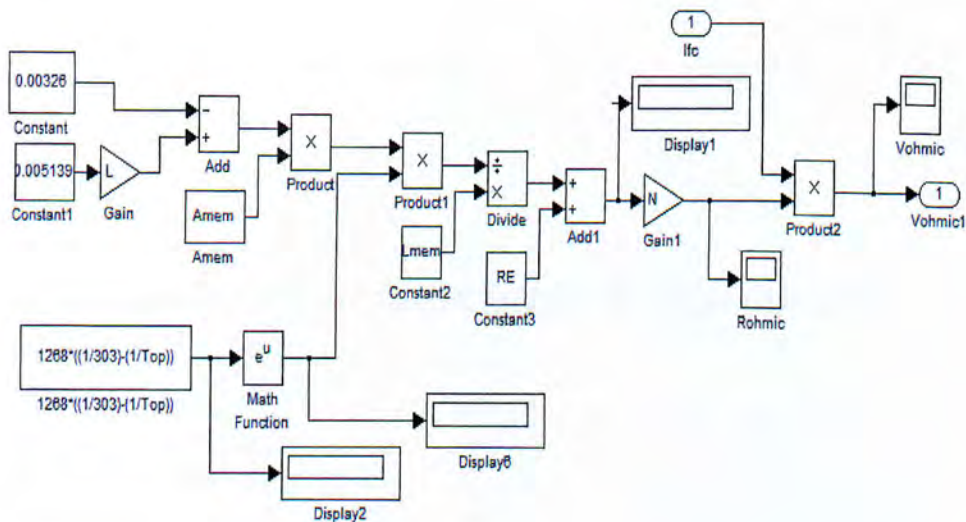 1
Ifc
0.00326
Constant
0.005139
Constant1
L
Gain
−
+
Add
X
Product
Amem
Amem
X
Product1
÷
X
Divide
Lmem
Constant2
+
+
Add1
RE
Constant3
Display1
N
Gain1
Rohmic
X
Product2
Vohmic
1
Vohmic1
1268*((1/303)-(1/Top))
1268*((1/303)-(1/Top))
e^u
Math
Function
Display6
Display2